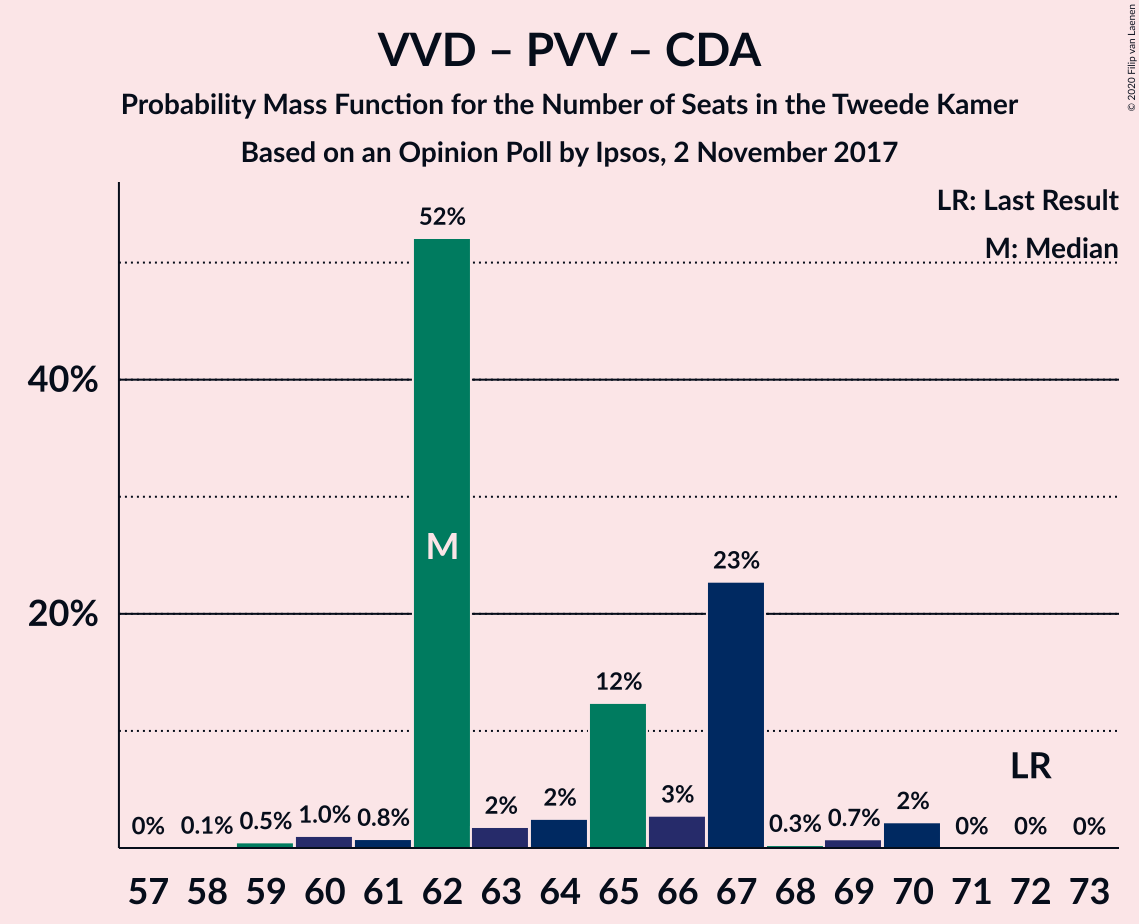 VVD – PVV – CDA
Probability Mass Function for the Number of Seats in the Tweede Kamer
Based on an Opinion Poll by Ipsos, 2 November 2017
© 2020 Filip van Laenen
LR: Last Result
M: Median
40%
20%
0% 0.1% 0.5% 1.0% 0.8% 52% 2% 2% 12% 3% 23% 0.3% 0.7% 2% 0% 0% 0%
M
LR
57 58 59 60 61 62 63 64 65 66 67 68 69 70 71 72 73